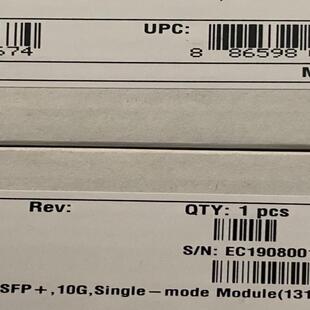 UPC:
674
8 86598
Rev:
QTY: 1 pcs
S/N: EC1908001
SFP+,10G,Single-mode Module(131